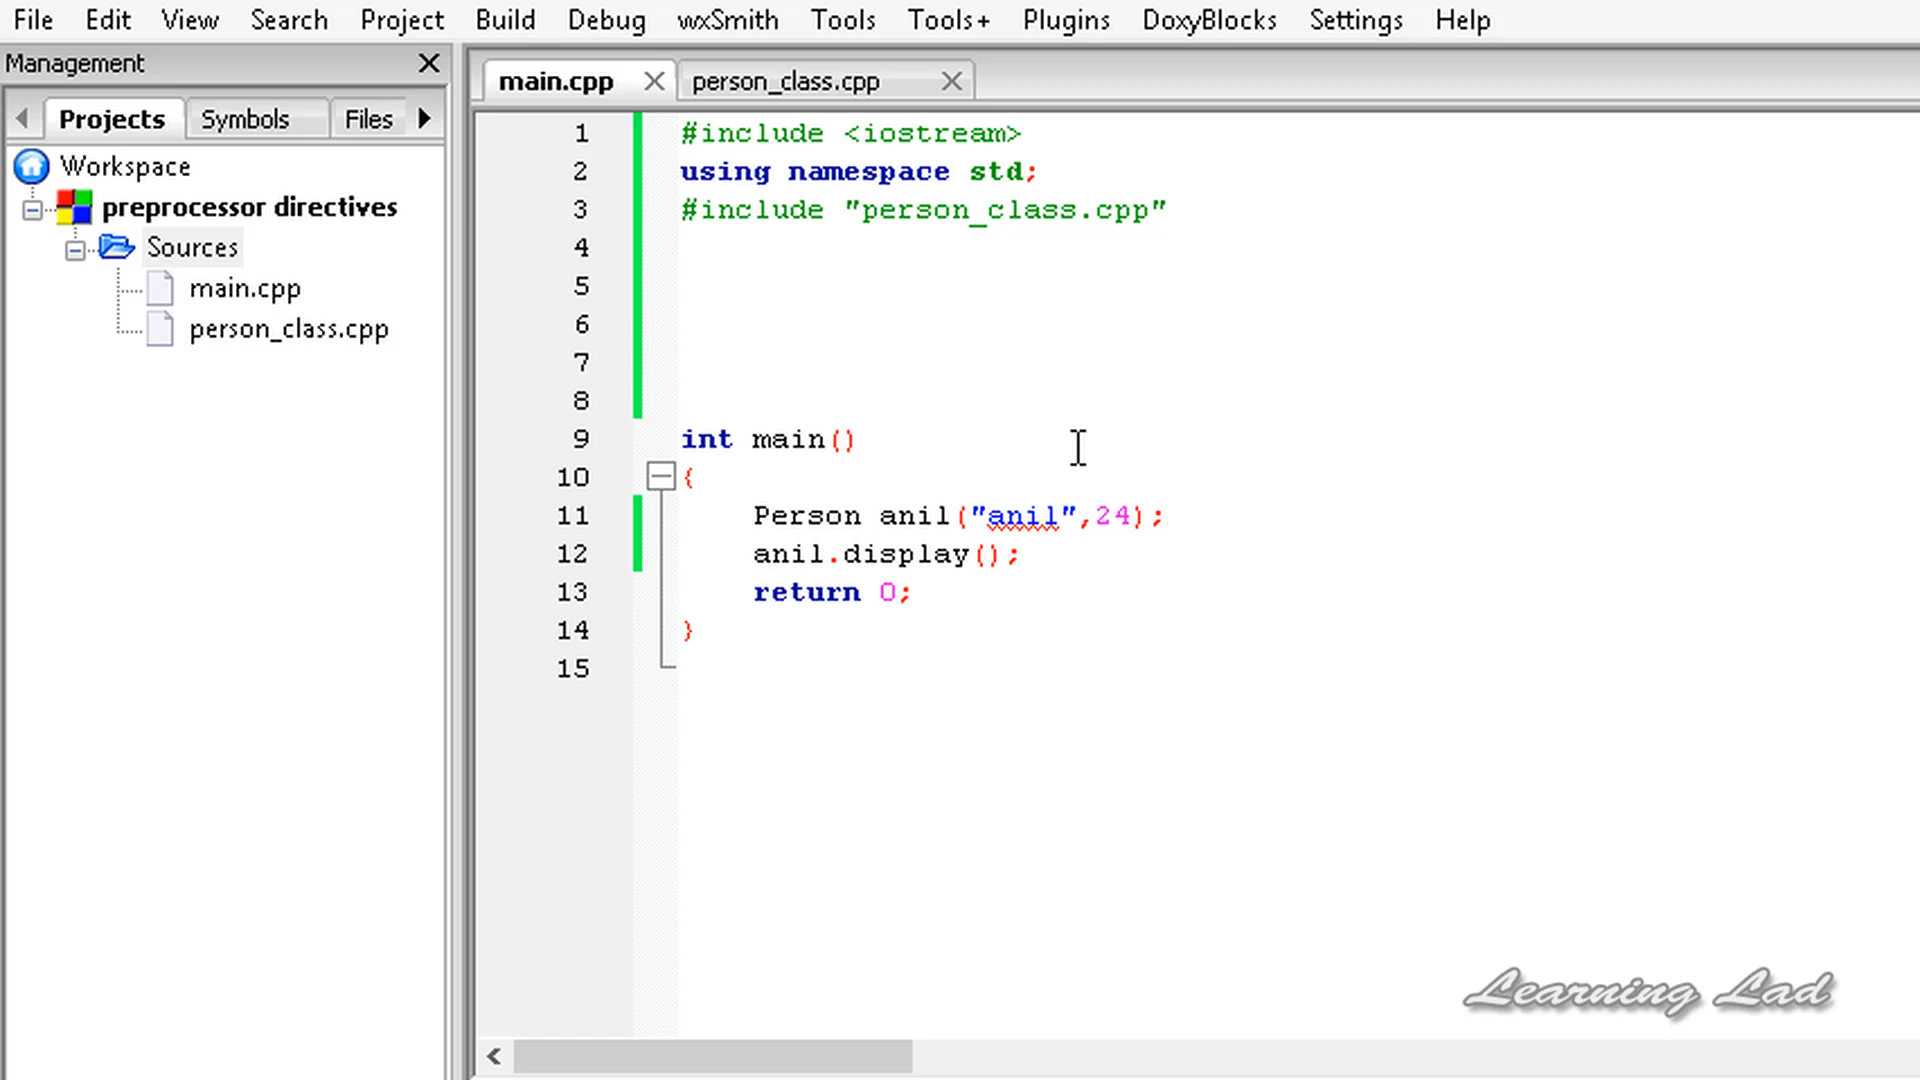 File Edit View Search Project Build Debug wxSmith Tools Tools+ Plugins DoxyBlocks Settings Help
Management
main.cpp person_class.cpp
Projects Symbols Files
Workspace
preprocessor directives
Sources
main.cpp
person_class.cpp
1 #include <iostream>
2 using namespace std;
3 #include "person_class.cpp"
4
5
6
7
8
9 int main()
10 {
11 Person anil("anil",24);
12 anil.display();
13 return 0;
14 }
15
Learning Lad